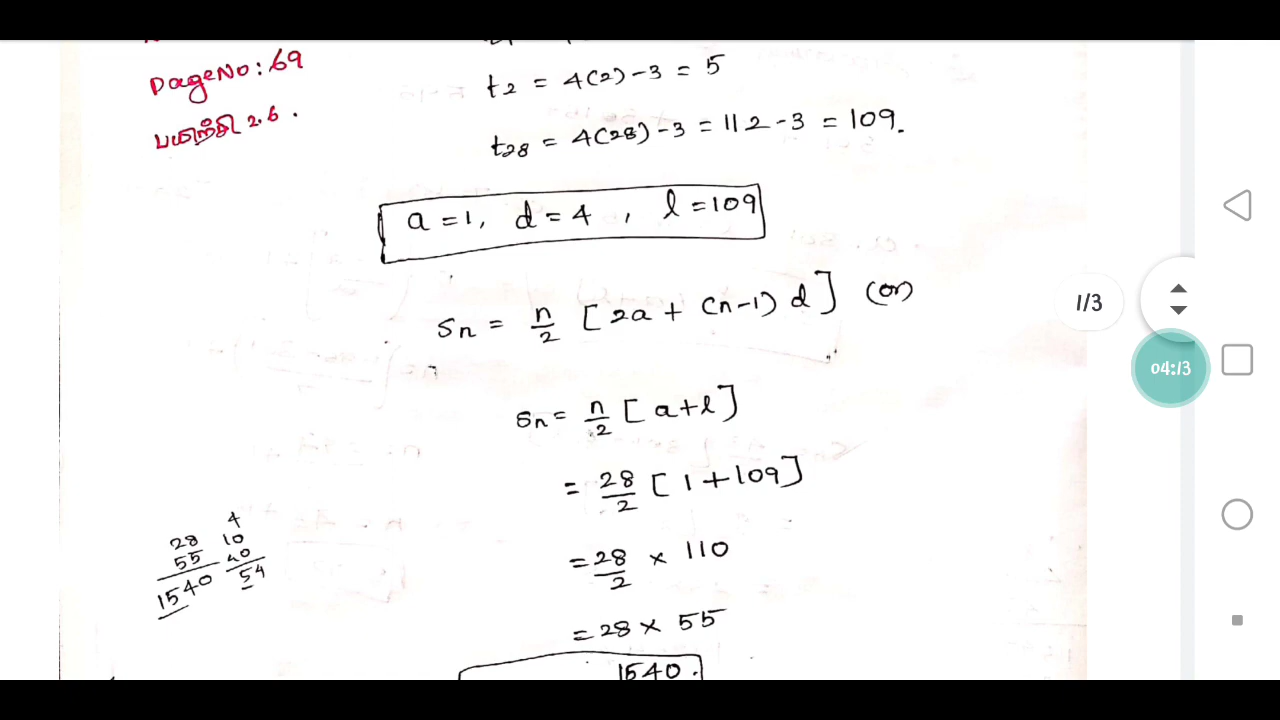 PageNo: 69
பயிற்சி 2.6.
t2 = 4(2) -3 = 5
t28 = 4(28) -3 = 112 -3 = 109.
a = 1, d = 4, l = 109
Sn = n/2 [2a + (n-1) d] (or)
Sn = n/2 [a+l]
= 28/2 [1 + 109]
= 28/2 × 110
= 28 × 55
1540.
28
55
1540
4
10
40
54
1/3
04:13